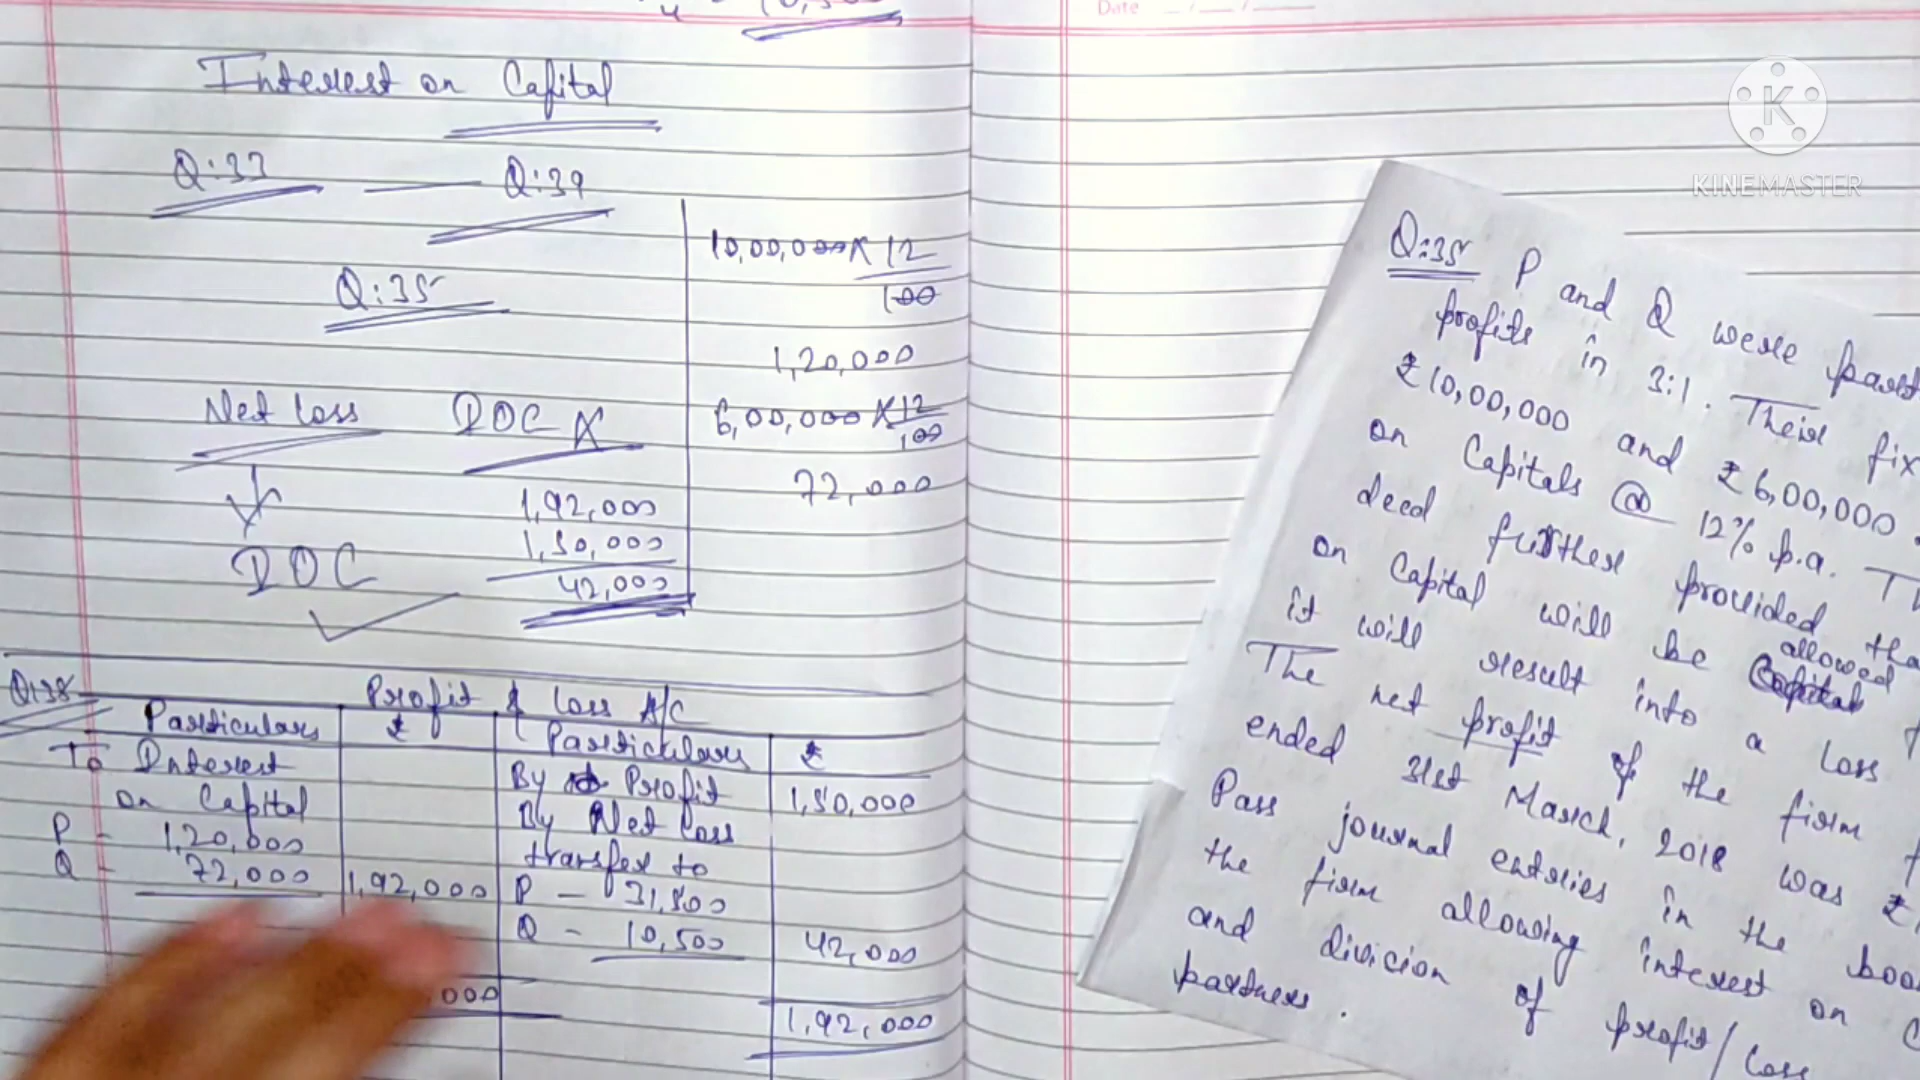 Interest on Capital
Q:33 — Q:39
Q:35
10,00,000 X 12
100
1,20,000
6,00,000 X 12
100
72,000
Net loss DOC X
1,92,000
1,50,000
42,000
DOC
Q:38 Profit & Loss A/C
Particulars ₹ Particulars ₹
To Interest
on Capital
P - 1,20,000
Q - 72,000 1,92,000
By Profit 1,50,000
By Net loss
transfer to
P - 31,500
Q - 10,500 42,000
000 1,92,000
Date
KINEMASTER
Q:35 P and Q were
profits in 3:1. Their
₹10,00,000 and ₹6,00,000
on Capitals @ 12% p.a.
deed further provided
on Capital will be allowed
it will result into a loss
The net profit of the firm
ended 31st March, 2018 was ₹
Pass journal entries in the
the firm allowing interest on
and division of profit/loss
partners.